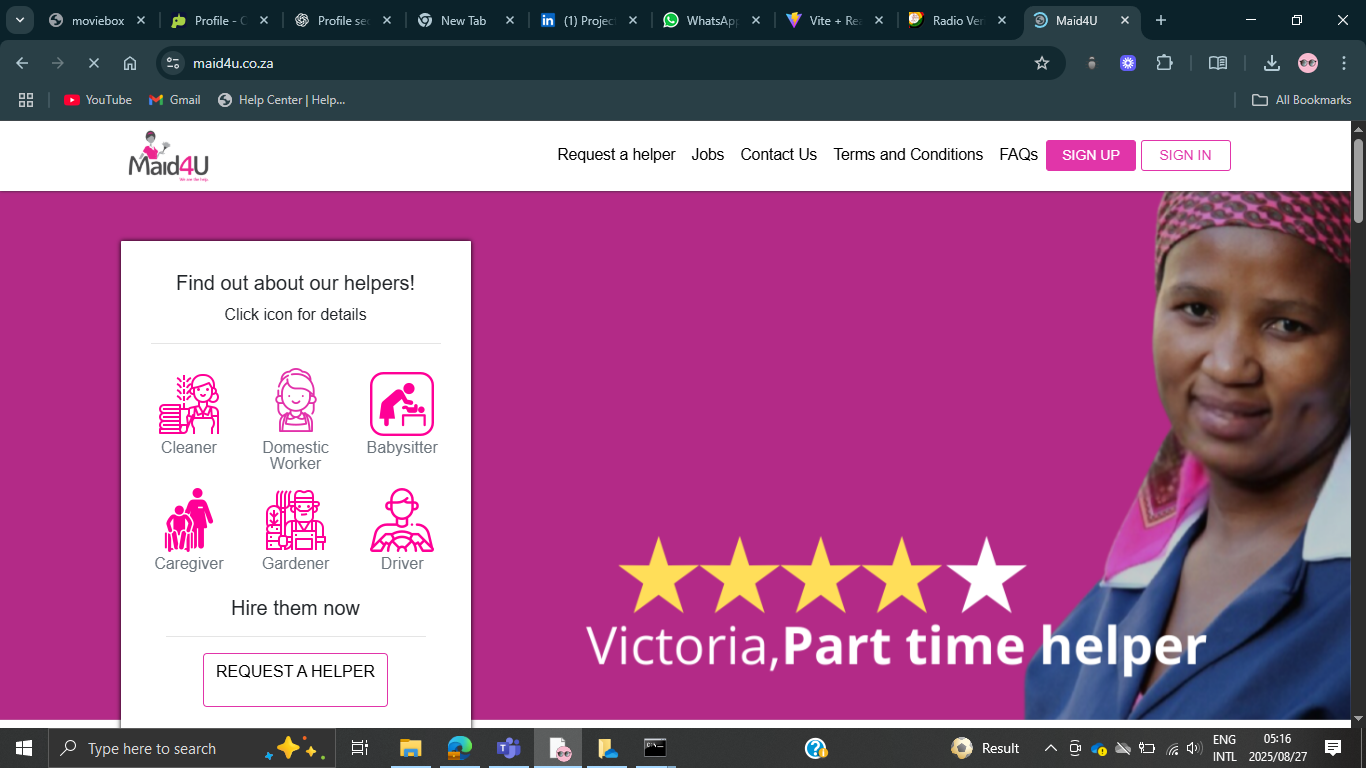 moviebox
Profile - C
Profile sec
New Tab
(1) Project
WhatsApp
Vite + Rea
Radio Ver
Maid4U
maid4u.co.za
YouTube
Gmail
Help Center | Help...
All Bookmarks
Maid4U
We are the help
Request a helper
Jobs
Contact Us
Terms and Conditions
FAQs
SIGN UP
SIGN IN
Find out about our helpers!
Click icon for details
Cleaner
Domestic
Worker
Babysitter
Caregiver
Gardener
Driver
Hire them now
REQUEST A HELPER
Victoria,Part time helper
Type here to search
Result
ENG
INTL
05:16
2025/08/27